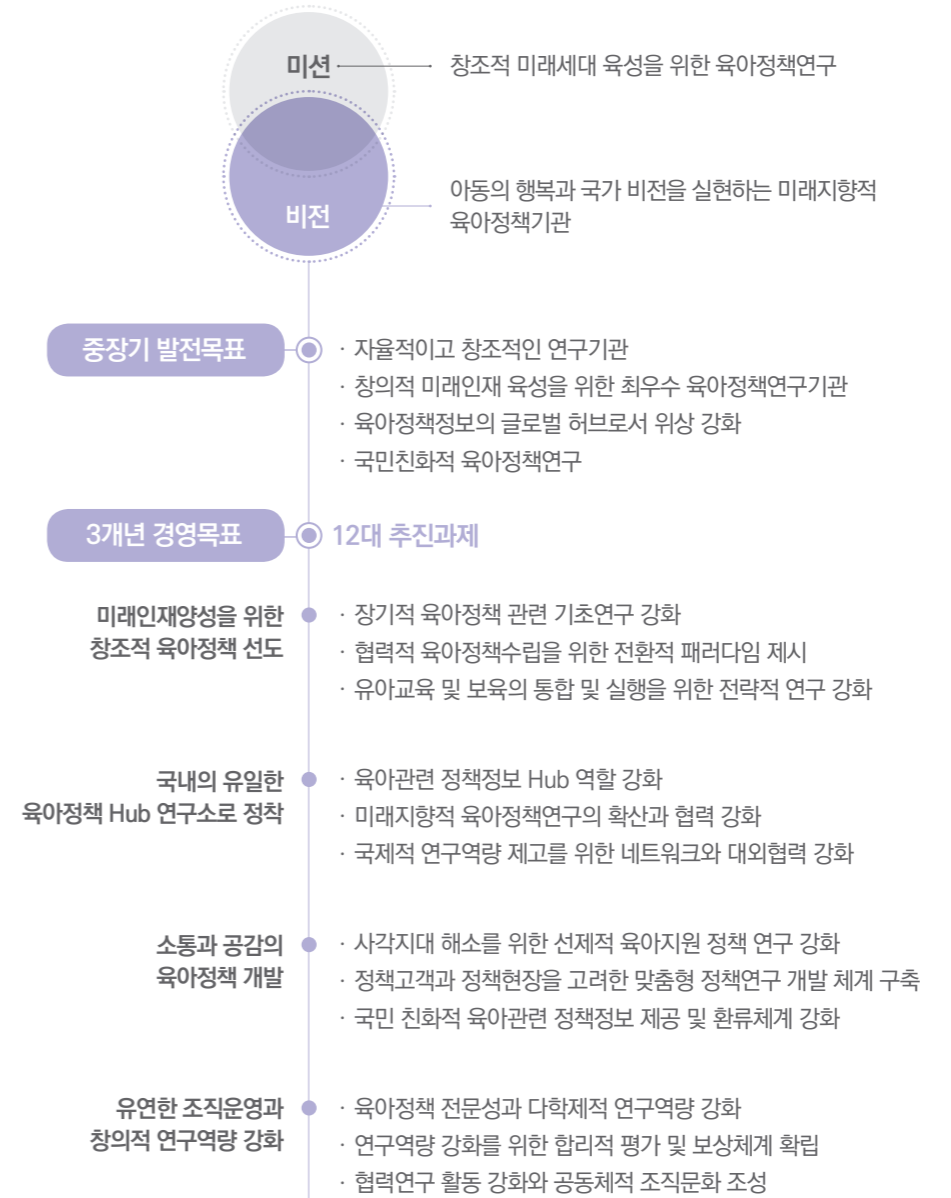 미션
창조적 미래세대 육성을 위한 육아정책연구
비전
아동의 행복과 국가 비전을 실현하는 미래지향적
육아정책기관
중장기 발전목표
· 자율적이고 창조적인 연구기관
· 창의적 미래인재 육성을 위한 최우수 육아정책연구기관
· 육아정책정보의 글로벌 허브로서 위상 강화
· 국민친화적 육아정책연구
3개년 경영목표
12대 추진과제
미래인재양성을 위한
창조적 육아정책 선도
· 장기적 육아정책 관련 기초연구 강화
· 협력적 육아정책수립을 위한 전환적 패러다임 제시
· 유아교육 및 보육의 통합 및 실행을 위한 전략적 연구 강화
국내의 유일한
육아정책 Hub 연구소로 정착
· 육아관련 정책정보 Hub 역할 강화
· 미래지향적 육아정책연구의 확산과 협력 강화
· 국제적 연구역량 제고를 위한 네트워크와 대외협력 강화
소통과 공감의
육아정책 개발
· 사각지대 해소를 위한 선제적 육아지원 정책 연구 강화
· 정책고객과 정책현장을 고려한 맞춤형 정책연구 개발 체계 구축
· 국민 친화적 육아관련 정책정보 제공 및 환류체계 강화
유연한 조직운영과
창의적 연구역량 강화
· 육아정책 전문성과 다학제적 연구역량 강화
· 연구역량 강화를 위한 합리적 평가 및 보상체계 확립
· 협력연구 활동 강화와 공동체적 조직문화 조성